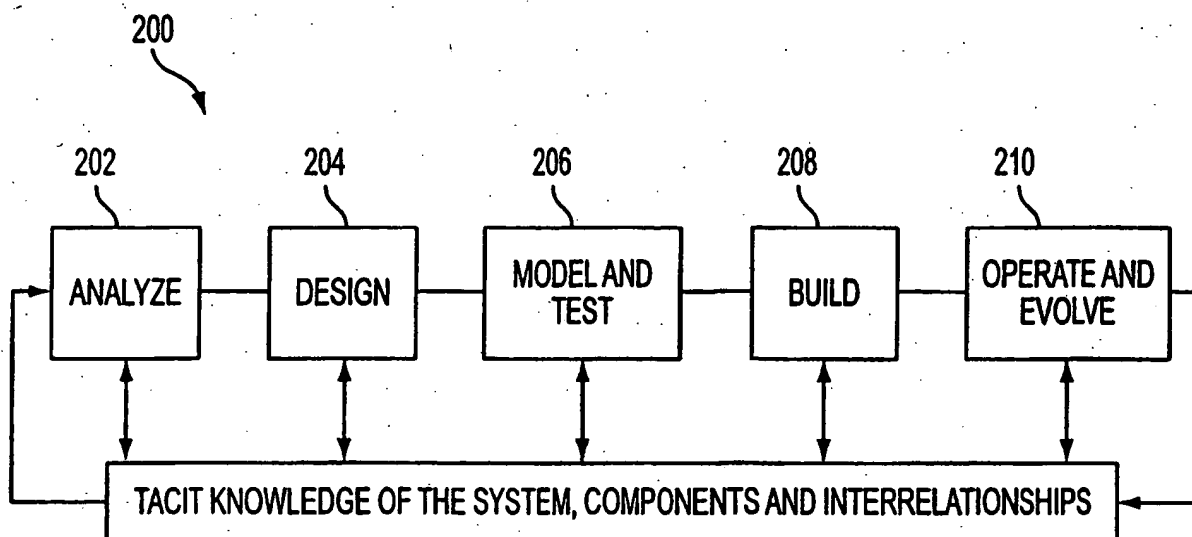 200
202
204
206
208
210
ANALYZE
DESIGN
MODEL AND
TEST
BUILD
OPERATE AND
EVOLVE
TACIT KNOWLEDGE OF THE SYSTEM, COMPONENTS AND INTERRELATIONSHIPS